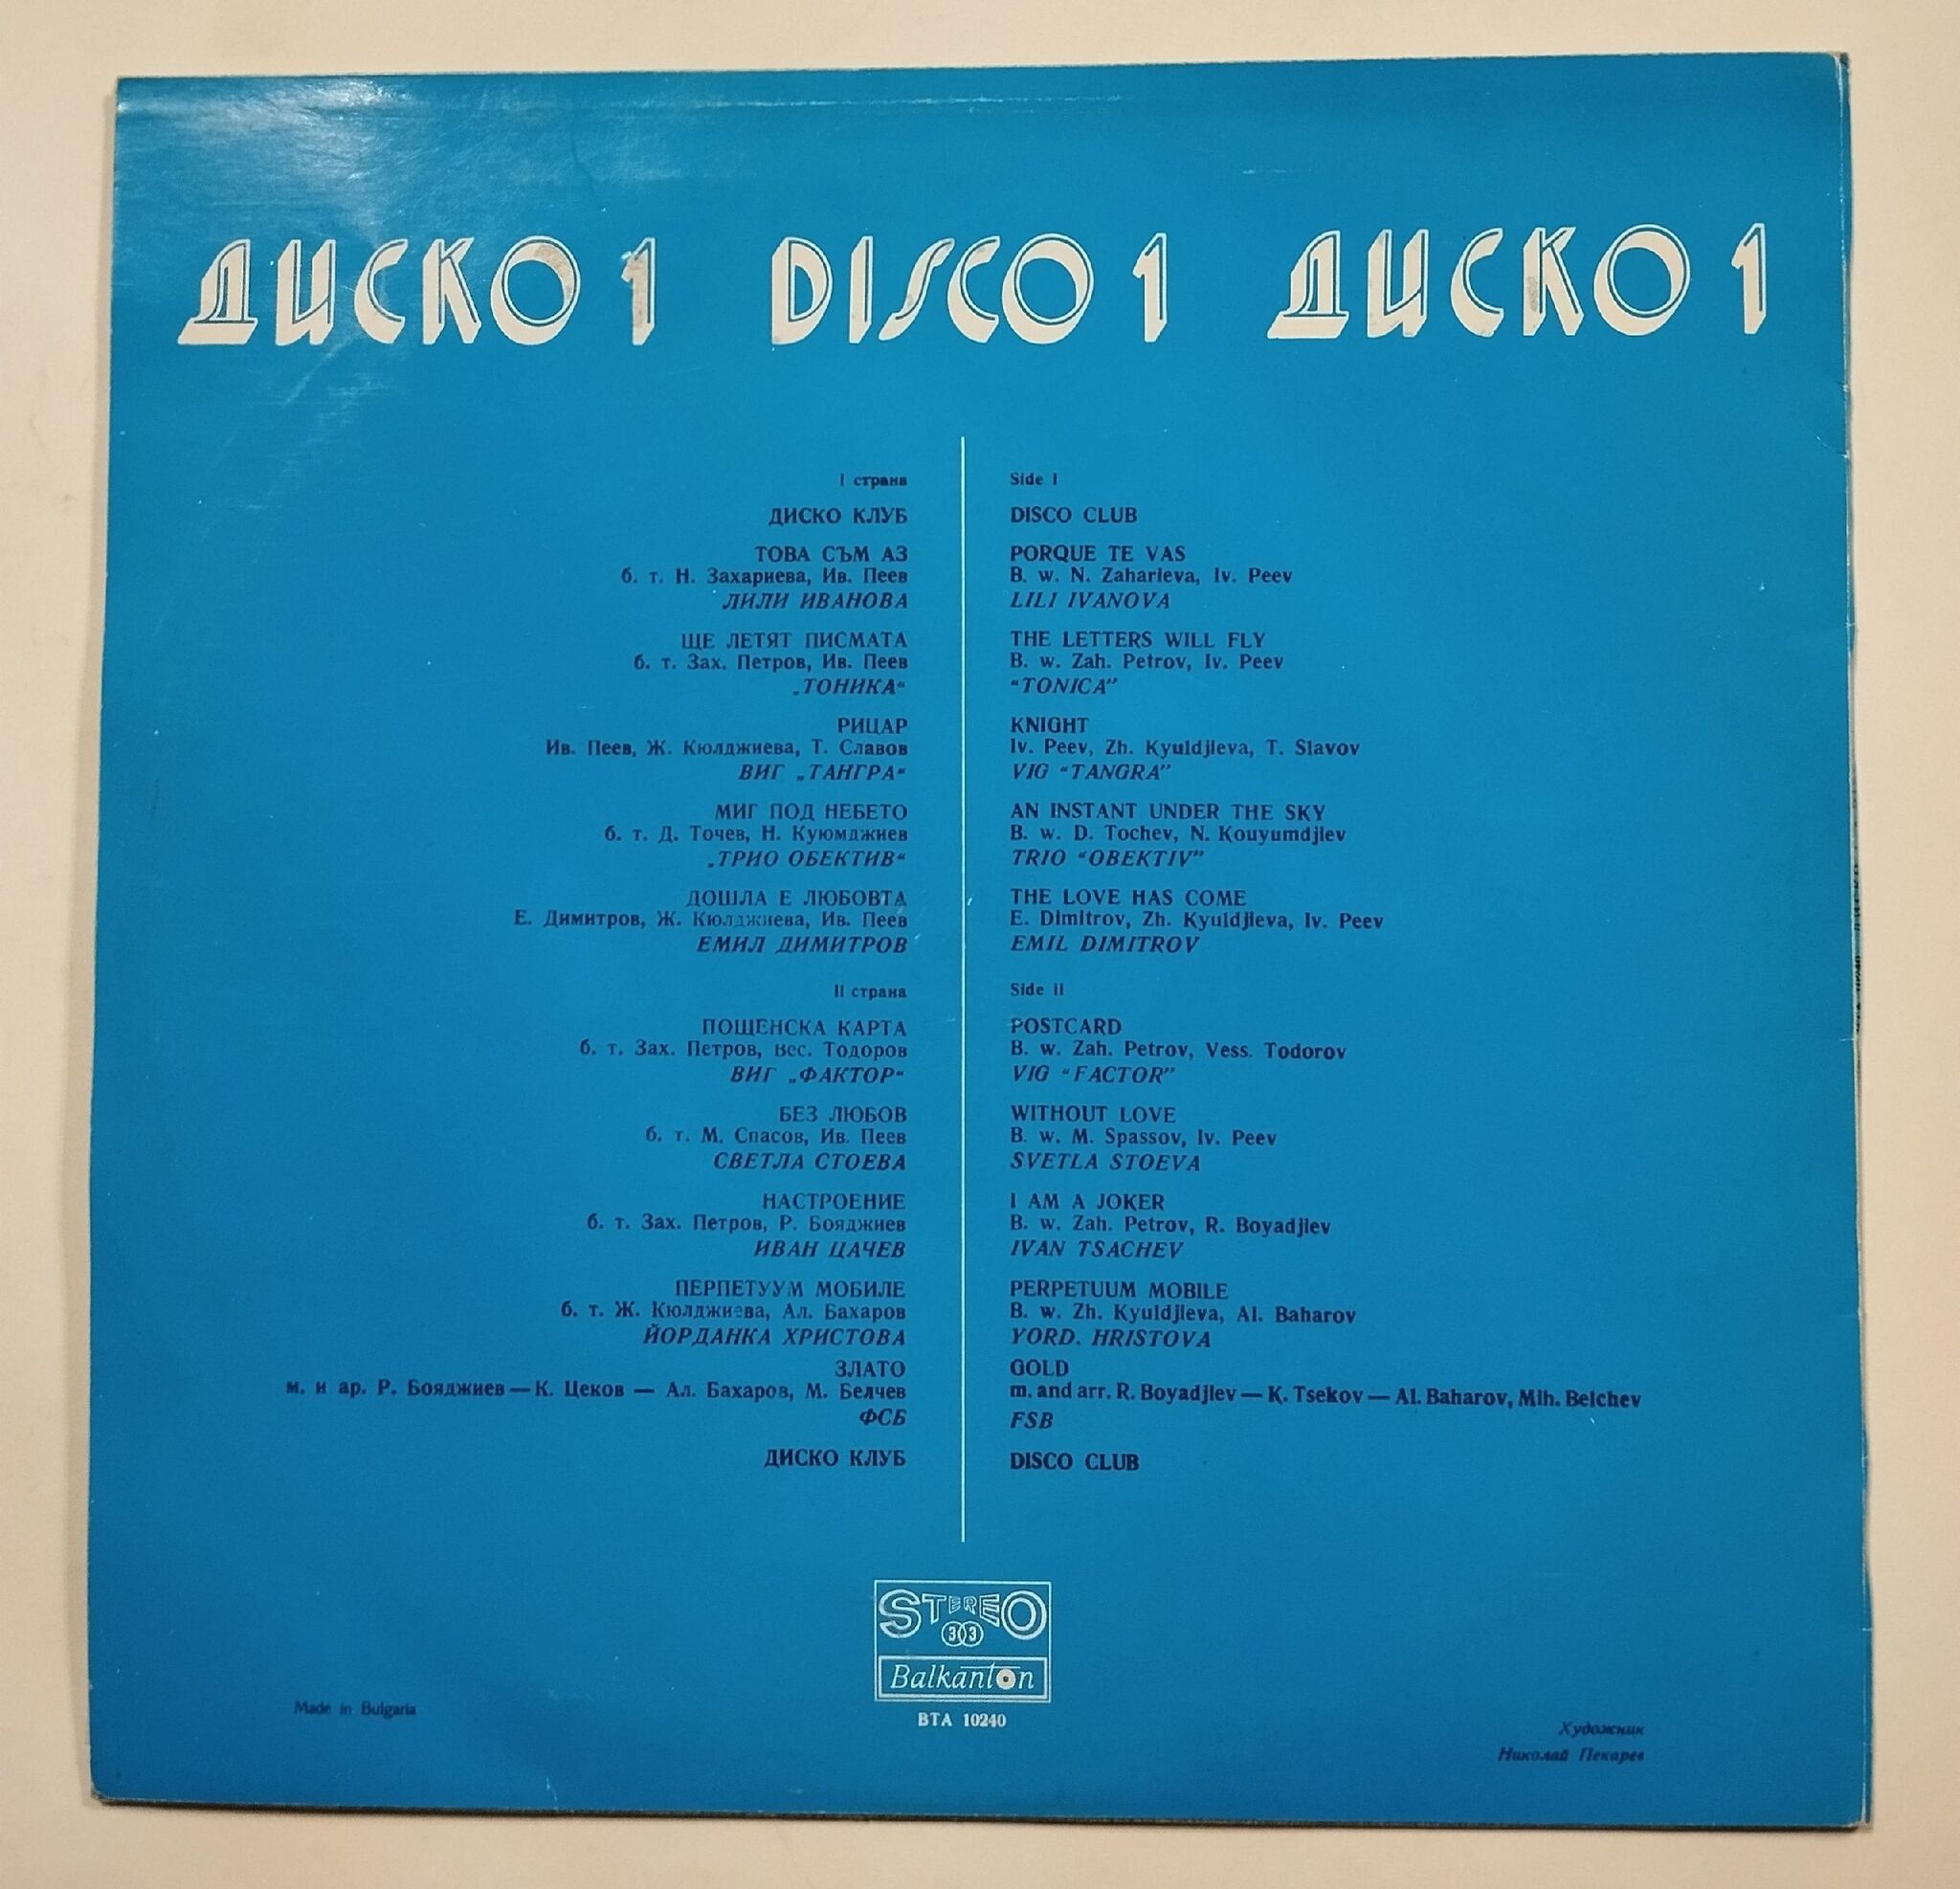 ДИСКО 1 DISCO 1 ДИСКО 1
I страна
ДИСКО КЛУБ
ТОВА СЪМ АЗ
б. т. Н. Захариева, Ив. Пеев
ЛИЛИ ИВАНОВА
ЩЕ ЛЕТЯТ ПИСМАТА
б. т. Зах. Петров, Ив. Пеев
„ТОНИКА“
РИЦАР
Ив. Пеев, Ж. Кюлджиева, Т. Славов
ВИГ „ТАНГРА“
МИГ ПОД НЕБЕТО
б. т. Д. Точев, Н. Куюмджиев
„ТРИО ОБЕКТИВ“
ДОШЛА Е ЛЮБОВТА
Е. Димитров, Ж. Кюлджиева, Ив. Пеев
ЕМИЛ ДИМИТРОВ
II страна
ПОЩЕНСКА КАРТА
б. т. Зах. Петров, Вес. Тодоров
ВИГ „ФАКТОР“
БЕЗ ЛЮБОВ
б. т. М. Спасов, Ив. Пеев
СВЕТЛА СТОЕВА
НАСТРОЕНИЕ
б. т. Зах. Петров, Р. Бояджиев
ИВАН ЦАЧЕВ
ПЕРПЕТУУМ МОБИЛЕ
б. т. Ж. Кюлджиева, Ал. Бахаров
ЙОРДАНКА ХРИСТОВА
ЗЛАТО
м. и ар. Р. Бояджиев — К. Цеков — Ал. Бахаров, М. Белчев
ФСБ
ДИСКО КЛУБ
Side I
DISCO CLUB
PORQUE TE VAS
B. w. N. Zaharieva, Iv. Peev
LILI IVANOVA
THE LETTERS WILL FLY
B. w. Zah. Petrov, Iv. Peev
“TONICA”
KNIGHT
Iv. Peev, Zh. Kyuldjieva, T. Slavov
VIG “TANGRA”
AN INSTANT UNDER THE SKY
B. w. D. Tochev, N. Kouyumdjiev
TRIO “OBEKTIV”
THE LOVE HAS COME
E. Dimitrov, Zh. Kyuldjieva, Iv. Peev
EMIL DIMITROV
Side II
POSTCARD
B. w. Zah. Petrov, Vess. Todorov
VIG “FACTOR”
WITHOUT LOVE
B. w. M. Spassov, Iv. Peev
SVETLA STOEVA
I AM A JOKER
B. w. Zah. Petrov, R. Boyadjiev
IVAN TSACHEV
PERPETUUM MOBILE
B. w. Zh. Kyuldjieva, Al. Baharov
YORD. HRISTOVA
GOLD
m. and arr. R. Boyadjiev — K. Tsekov — Al. Baharov, Mih. Belchev
FSB
DISCO CLUB
STEREO
33
Balkanton
ВТА 10240
Made in Bulgaria
Художник
Николай Пекарев